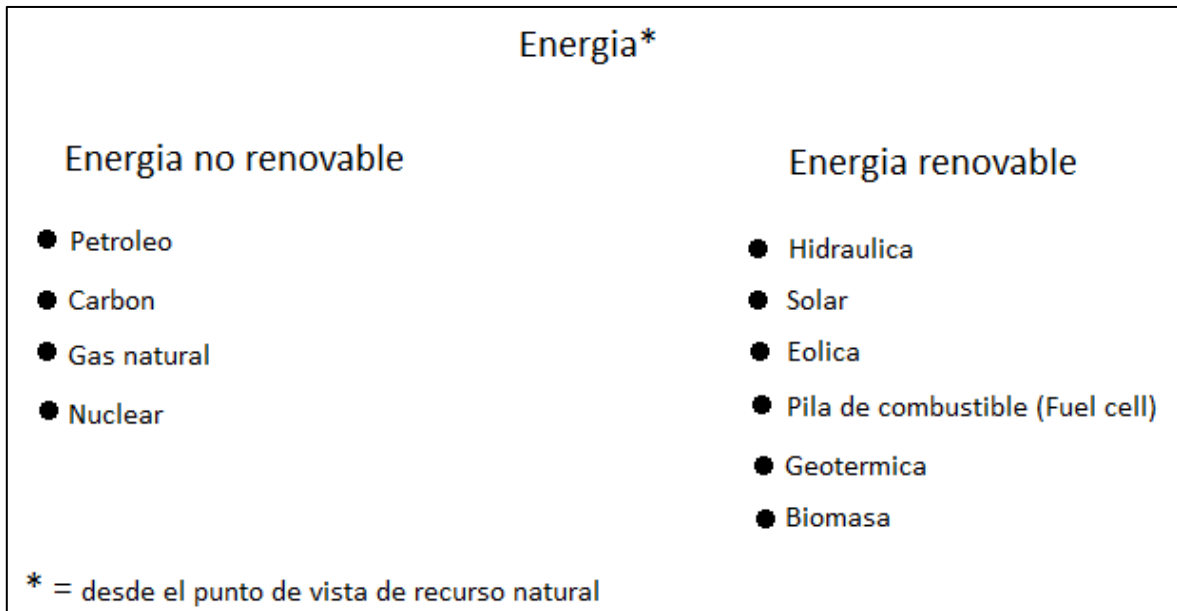 Energia*
Energia no renovable
● Petroleo
● Carbon
● Gas natural
● Nuclear
Energia renovable
● Hidraulica
● Solar
● Eolica
● Pila de combustible (Fuel cell)
● Geotermica
● Biomasa
* = desde el punto de vista de recurso natural